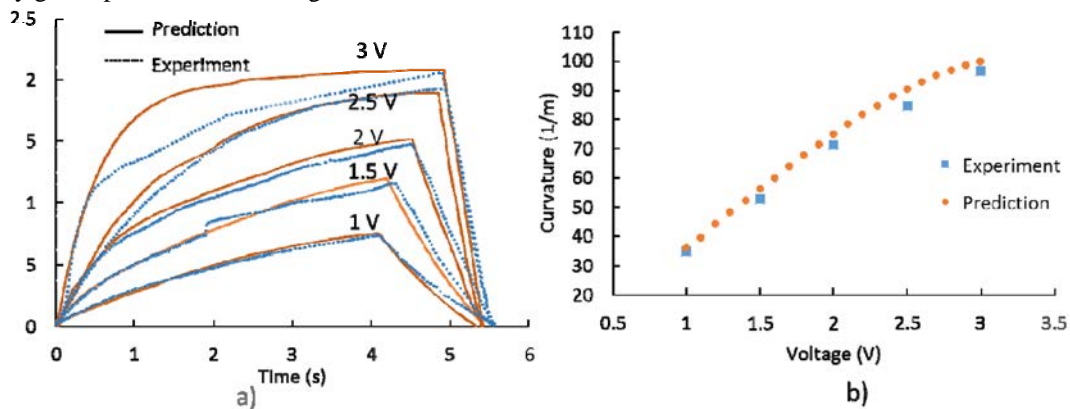 2.5
Prediction
Experiment
3 V
2
2.5 V
2 V
5
1.5 V
1
1 V
5
0
0 1 2 3 4 5 6
Time (s)
a)
110
100
90
80
70
60
50
40
30
20
Curvature (1/m)
Experiment
Prediction
0.5 1 1.5 2 2.5 3 3.5
Voltage (V)
b)